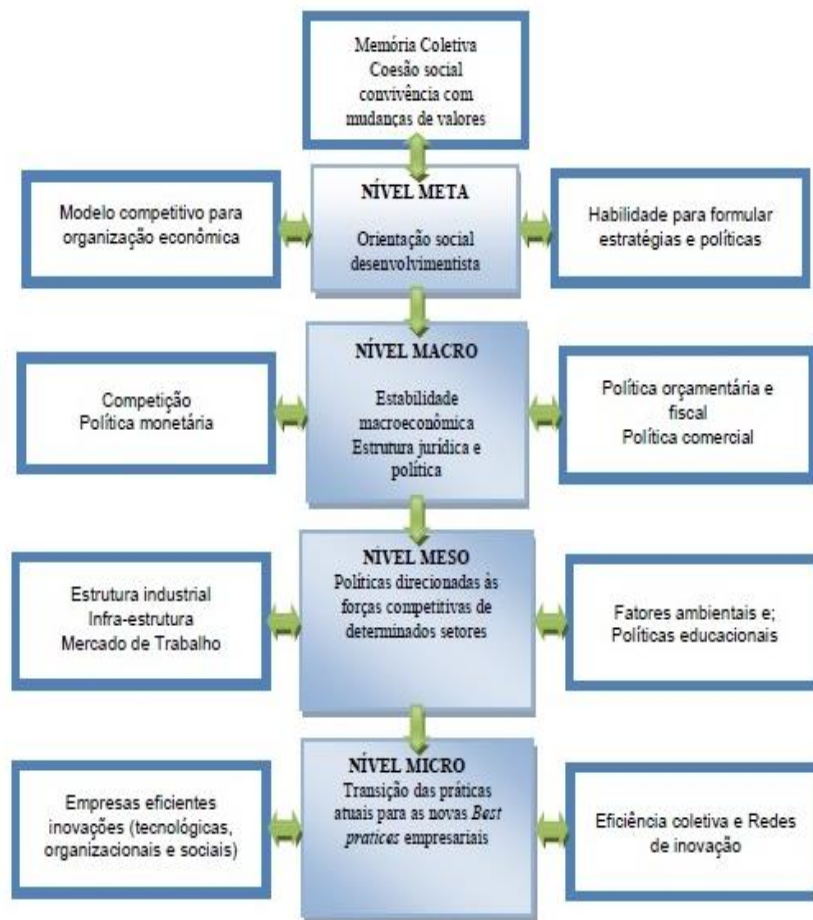 Memória Coletiva
Coesão social
convivência com
mudanças de valores
NÍVEL META
Orientação social
desenvolvimentista
Modelo competitivo para
organização econômica
Habilidade para formular
estratégias e políticas
NÍVEL MACRO
Estabilidade
macroeconômica
Estrutura jurídica e
política
Competição
Política monetária
Política orçamentária e
fiscal
Política comercial
NÍVEL MESO
Políticas direcionadas às
forças competitivas de
determinados setores
Estrutura industrial
Infra-estrutura
Mercado de Trabalho
Fatores ambientais e;
Políticas educacionais
NÍVEL MICRO
Transição das práticas
atuais para as novas Best
pratices empresariais
Empresas eficientes
inovações (tecnológicas,
organizacionais e sociais)
Eficiência coletiva e Redes
de inovação